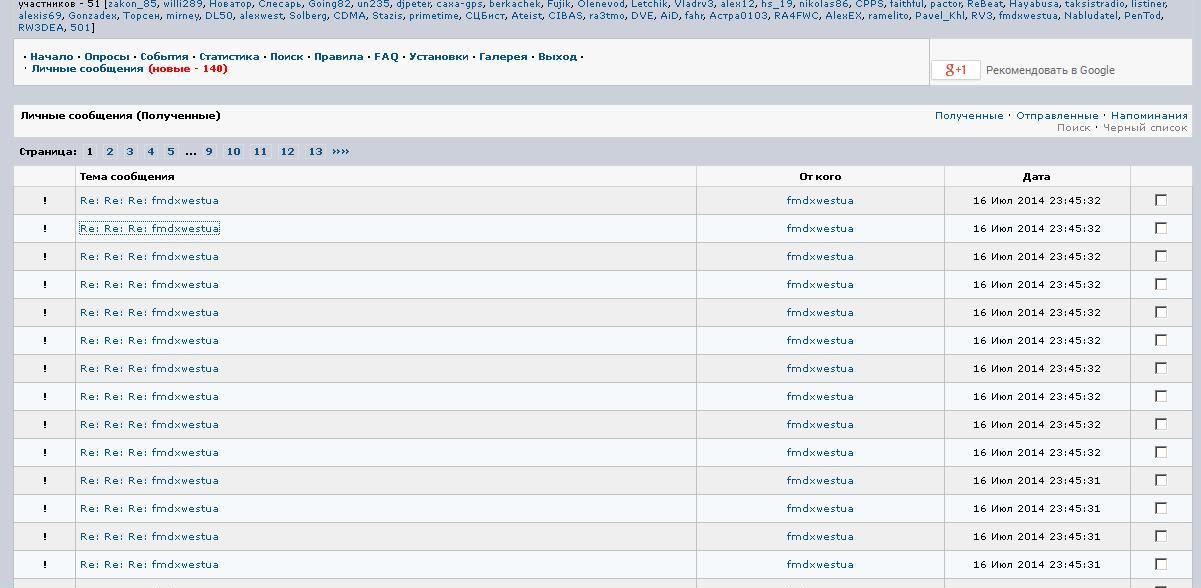 участников - 51 [zakon_85, willi289, Новатор, Слесарь, Going82, un235, djpeter, caxa-gps, berkachek, Fujik, Olenevod, Letchik, Vladrv3, alex12, hs_19, nikolas86, CPPS, faithful, pactor, ReBeat, Hayabusa, taksistradio, listiner,
alexis69, Gonzadex, Торсен, mirney, DL50, alexwest, Solberg, CDMA, Stazis, primetime, СЦБист, Ateist, CIBAS, ra3tmo, DVE, AiD, fahr, Астра0103, RA4FWC, AlexEX, ramelito, Pavel_Khl, RV3, fmdxwestua, Nabludatel, PenTod,
RW3DEA, 501]
· Начало · Опросы · События · Статистика · Поиск · Правила · FAQ · Установки · Галерея · Выход ·
· Личные сообщения (новые - 140)
g+1 Рекомендовать в Google
Личные сообщения (Полученные)
Полученные · Отправленные · Напоминания
Поиск · Черный список
Страница: 1 2 3 4 5 ... 9 10 11 12 13 »»
Тема сообщения От кого Дата
! Re: Re: Re: fmdxwestua fmdxwestua 16 Июл 2014 23:45:32
! Re: Re: Re: fmdxwestua fmdxwestua 16 Июл 2014 23:45:32
! Re: Re: Re: fmdxwestua fmdxwestua 16 Июл 2014 23:45:32
! Re: Re: Re: fmdxwestua fmdxwestua 16 Июл 2014 23:45:32
! Re: Re: Re: fmdxwestua fmdxwestua 16 Июл 2014 23:45:32
! Re: Re: Re: fmdxwestua fmdxwestua 16 Июл 2014 23:45:32
! Re: Re: Re: fmdxwestua fmdxwestua 16 Июл 2014 23:45:32
! Re: Re: Re: fmdxwestua fmdxwestua 16 Июл 2014 23:45:32
! Re: Re: Re: fmdxwestua fmdxwestua 16 Июл 2014 23:45:32
! Re: Re: Re: fmdxwestua fmdxwestua 16 Июл 2014 23:45:32
! Re: Re: Re: fmdxwestua fmdxwestua 16 Июл 2014 23:45:31
! Re: Re: Re: fmdxwestua fmdxwestua 16 Июл 2014 23:45:31
! Re: Re: Re: fmdxwestua fmdxwestua 16 Июл 2014 23:45:31
! Re: Re: Re: fmdxwestua fmdxwestua 16 Июл 2014 23:45:31